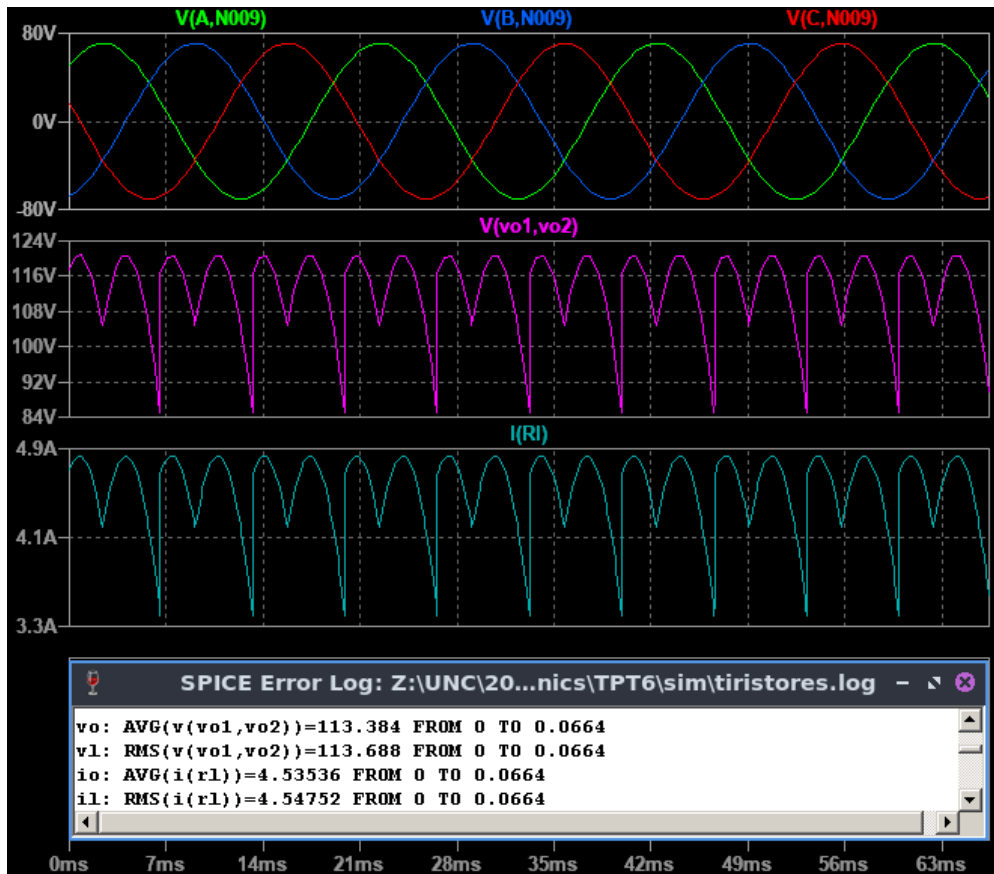 V(A,N009) V(B,N009) V(C,N009)
80V
0V
-80V
V(vo1,vo2)
124V
116V
108V
100V
92V
84V
I(Rl)
4.9A
4.1A
3.3A
SPICE Error Log: Z:\UNC\20...nics\TPT6\sim\tiristores.log
vo: AVG(v(vo1,vo2))=113.384 FROM 0 TO 0.0664
vl: RMS(v(vo1,vo2))=113.688 FROM 0 TO 0.0664
io: AVG(i(rl))=4.53536 FROM 0 TO 0.0664
il: RMS(i(rl))=4.54752 FROM 0 TO 0.0664
0ms 7ms 14ms 21ms 28ms 35ms 42ms 49ms 56ms 63ms